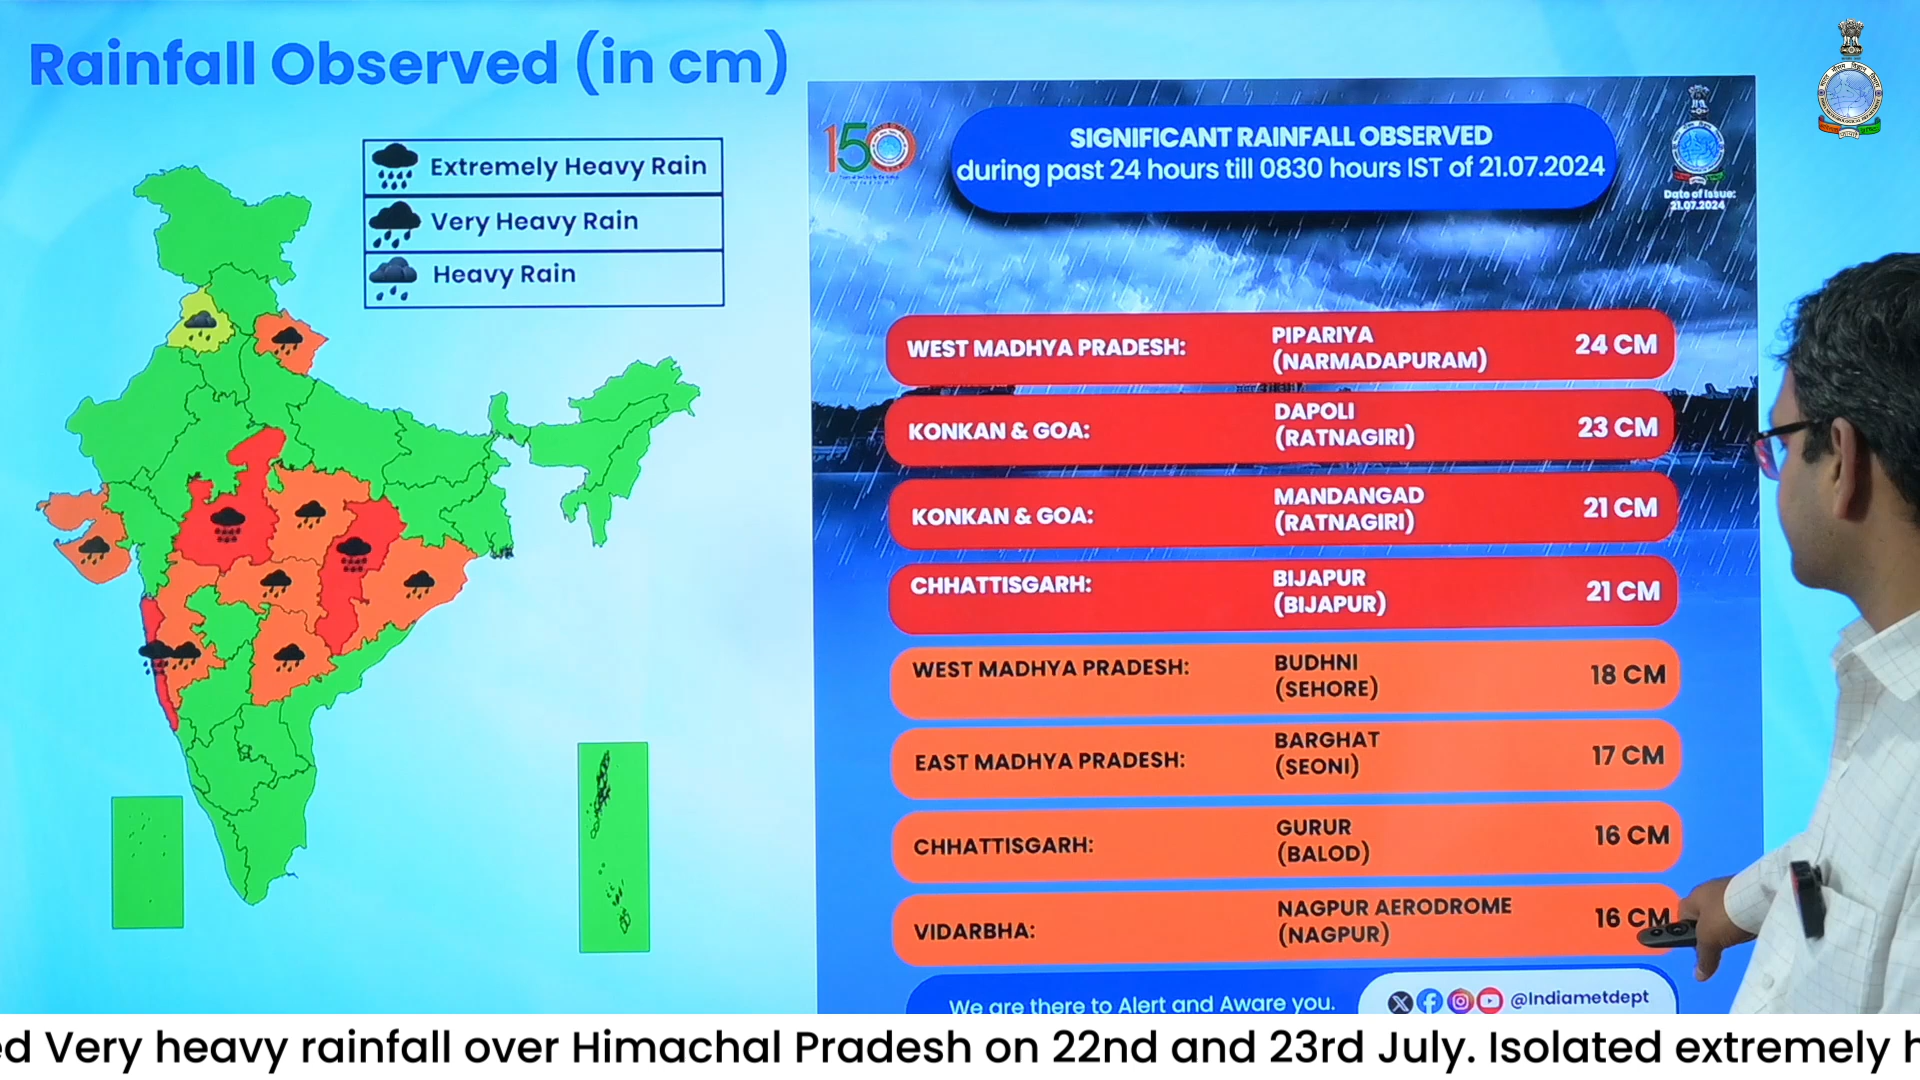 Rainfall Observed (in cm)
Extremely Heavy Rain
Very Heavy Rain
Heavy Rain
150
SIGNIFICANT RAINFALL OBSERVED
during past 24 hours till 0830 hours IST of 21.07.2024
Date of Issue:
21.07.2024
WEST MADHYA PRADESH: PIPARIYA (NARMADAPURAM) 24 CM
KONKAN & GOA: DAPOLI (RATNAGIRI) 23 CM
KONKAN & GOA: MANDANGAD (RATNAGIRI) 21 CM
CHHATTISGARH: BIJAPUR (BIJAPUR) 21 CM
WEST MADHYA PRADESH: BUDHNI (SEHORE) 18 CM
EAST MADHYA PRADESH: BARGHAT (SEONI) 17 CM
CHHATTISGARH: GURUR (BALOD) 16 CM
VIDARBHA: NAGPUR AERODROME (NAGPUR) 16 CM
We are there to Alert and Aware you.
@Indiametdept
Very heavy rainfall over Himachal Pradesh on 22nd and 23rd July. Isolated extremely